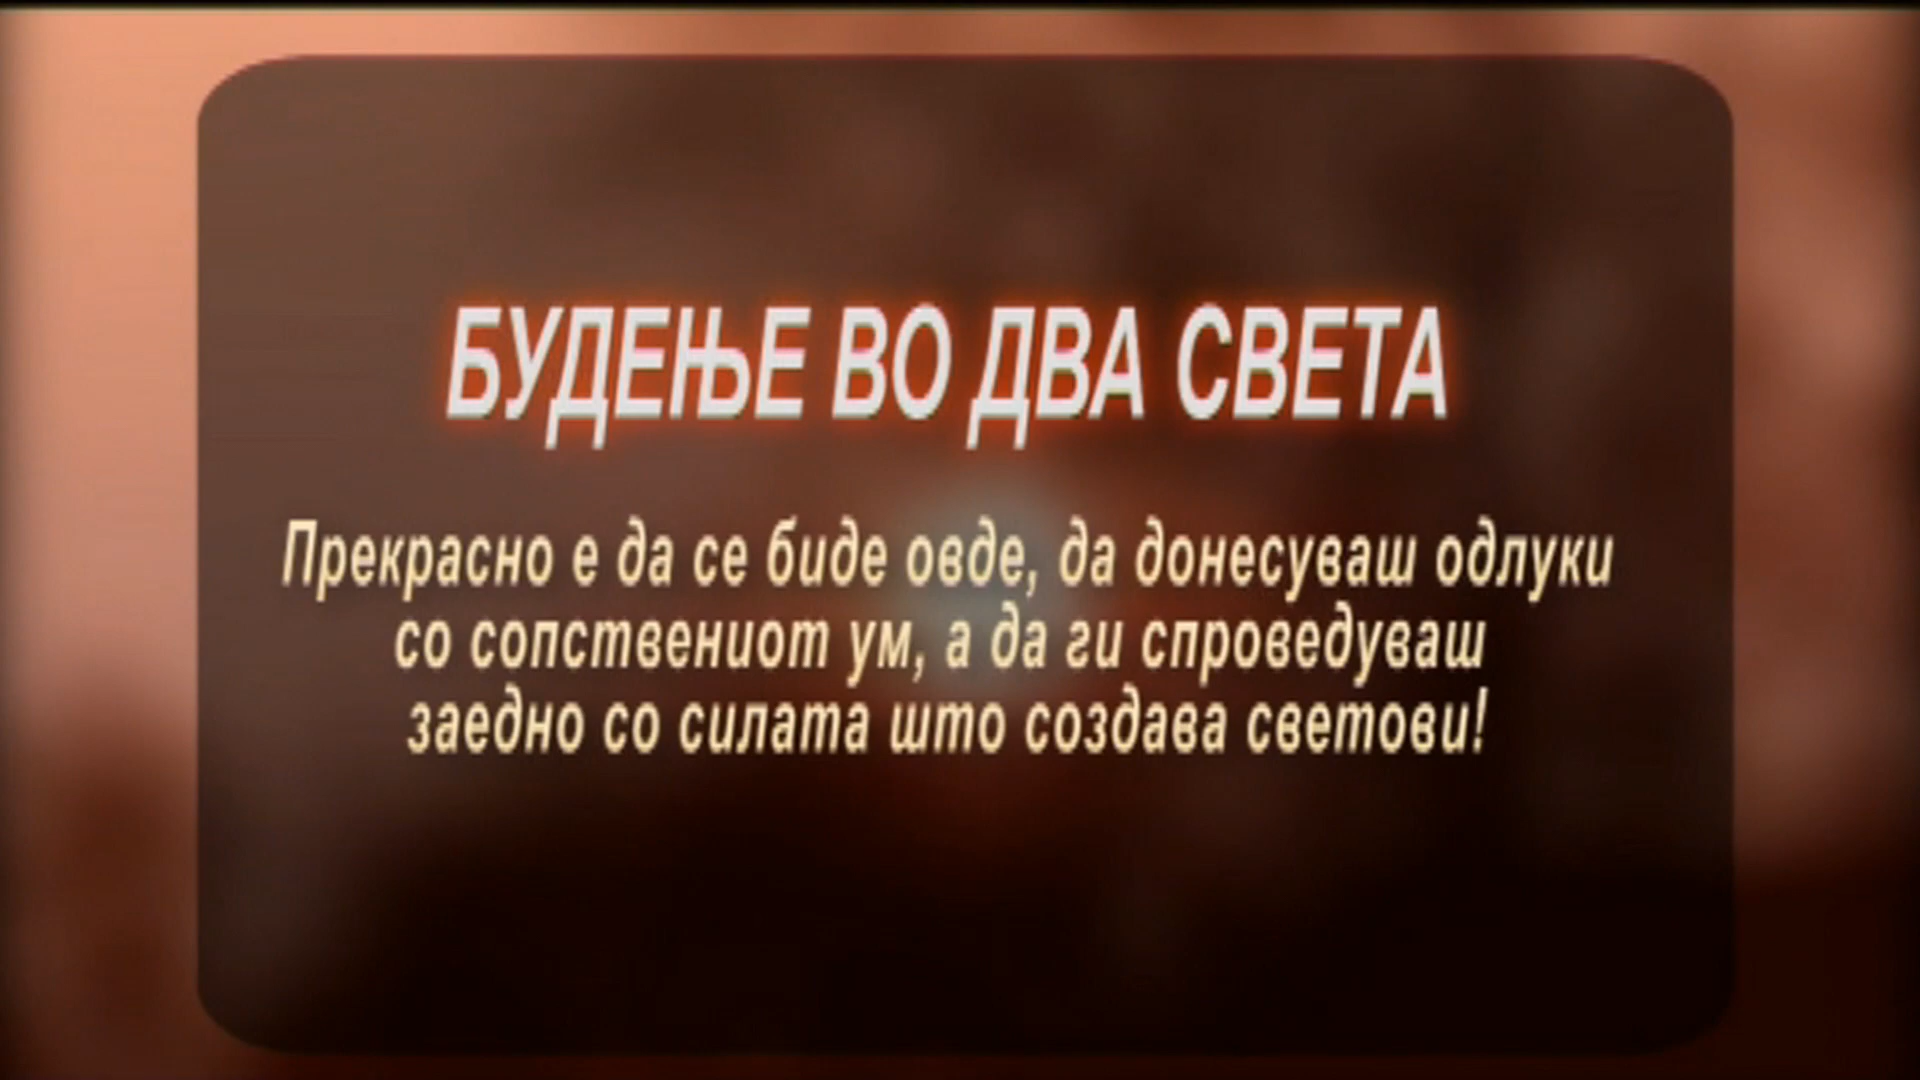 БУДЕЊЕ ВО ДВА СВЕТА
Прекрасно е да се биде овде, да донесуваш одлуки
со сопствениот ум, а да ги спроведуваш
заедно со силата што создава светови!